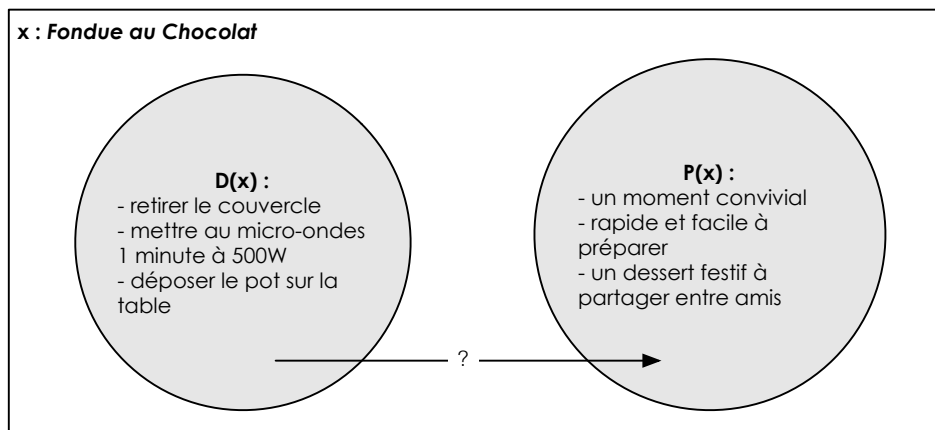 x : Fondue au Chocolat
D(x) :
- retirer le couvercle
- mettre au micro-ondes
1 minute à 500W
- déposer le pot sur la
table
P(x) :
- un moment convivial
- rapide et facile à
préparer
- un dessert festif à
partager entre amis
?